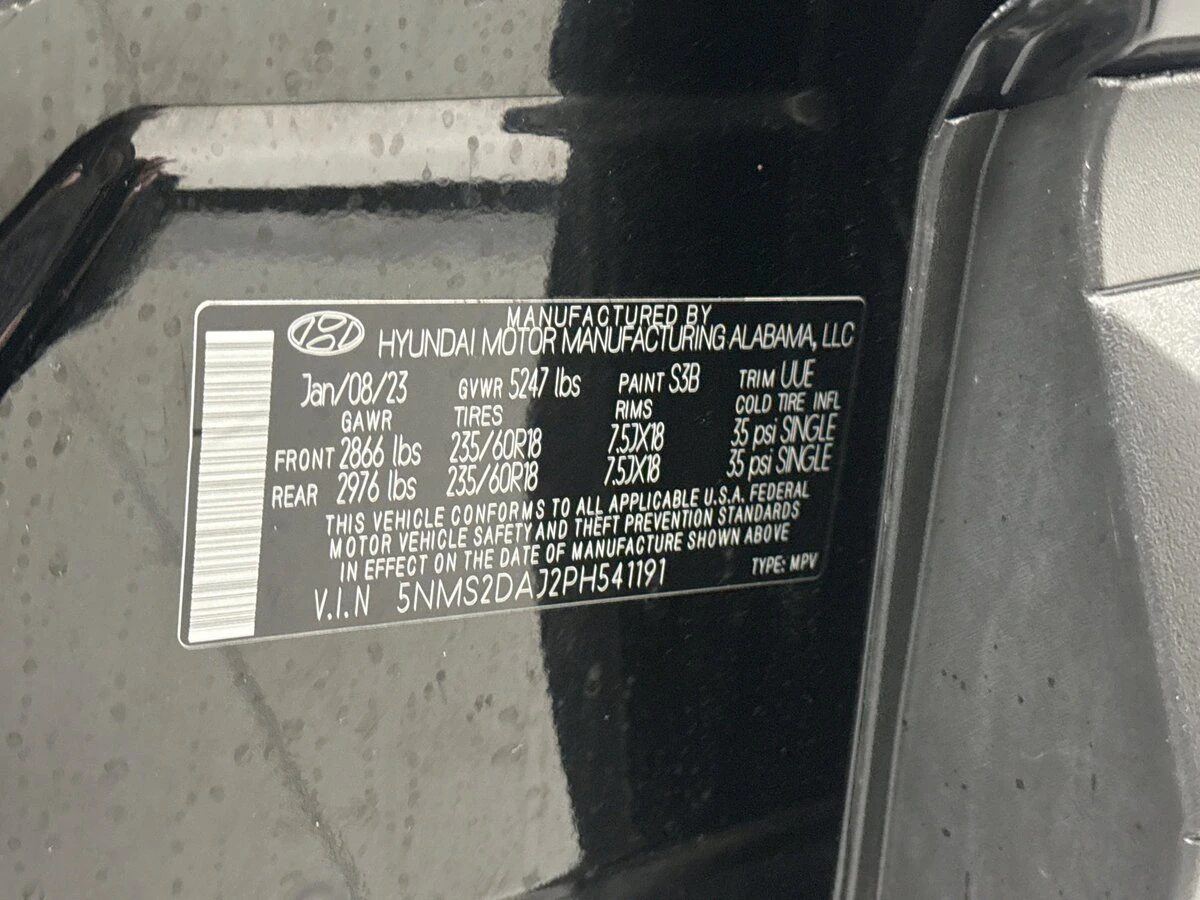 MANUFACTURED BY
HYUNDAI MOTOR MANUFACTURING ALABAMA, LLC
Jan/08/23 GVWR 5247 lbs PAINT S3B TRIM UUE
GAWR TIRES RIMS COLD TIRE INFL
FRONT 2866 lbs 235/60R18 7.5JX18 35 psi SINGLE
REAR 2976 lbs 235/60R18 7.5JX18 35 psi SINGLE
THIS VEHICLE CONFORMS TO ALL APPLICABLE U.S.A. FEDERAL
MOTOR VEHICLE SAFETY AND THEFT PREVENTION STANDARDS
IN EFFECT ON THE DATE OF MANUFACTURE SHOWN ABOVE
V.I.N 5NMS2DAJ2PH541191 TYPE: MPV